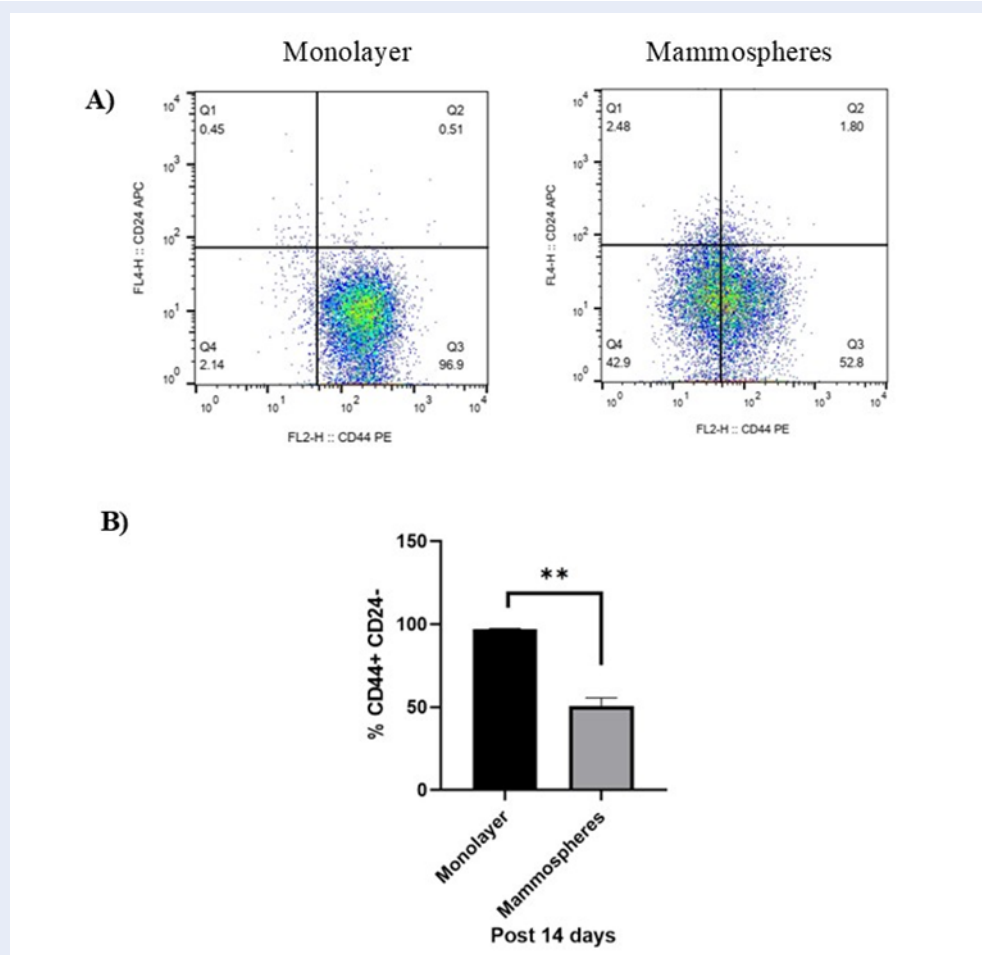 Monolayer
Mammospheres
A)
10^4
10^3
10^2
10^1
10^0
Q1
0.45
Q2
0.51
Q4
2.14
Q3
96.9
10^0
10^1
10^2
10^3
10^4
FL4-H :: CD24 APC
FL2-H :: CD44 PE
10^4
10^3
10^2
10^1
10^0
Q1
2.48
Q2
1.80
Q4
42.9
Q3
52.8
10^0
10^1
10^2
10^3
10^4
FL4-H :: CD24 APC
FL2-H :: CD44 PE
B)
150
100
50
0
% CD44+ CD24-
**
Monolayer
Mammospheres
Post 14 days